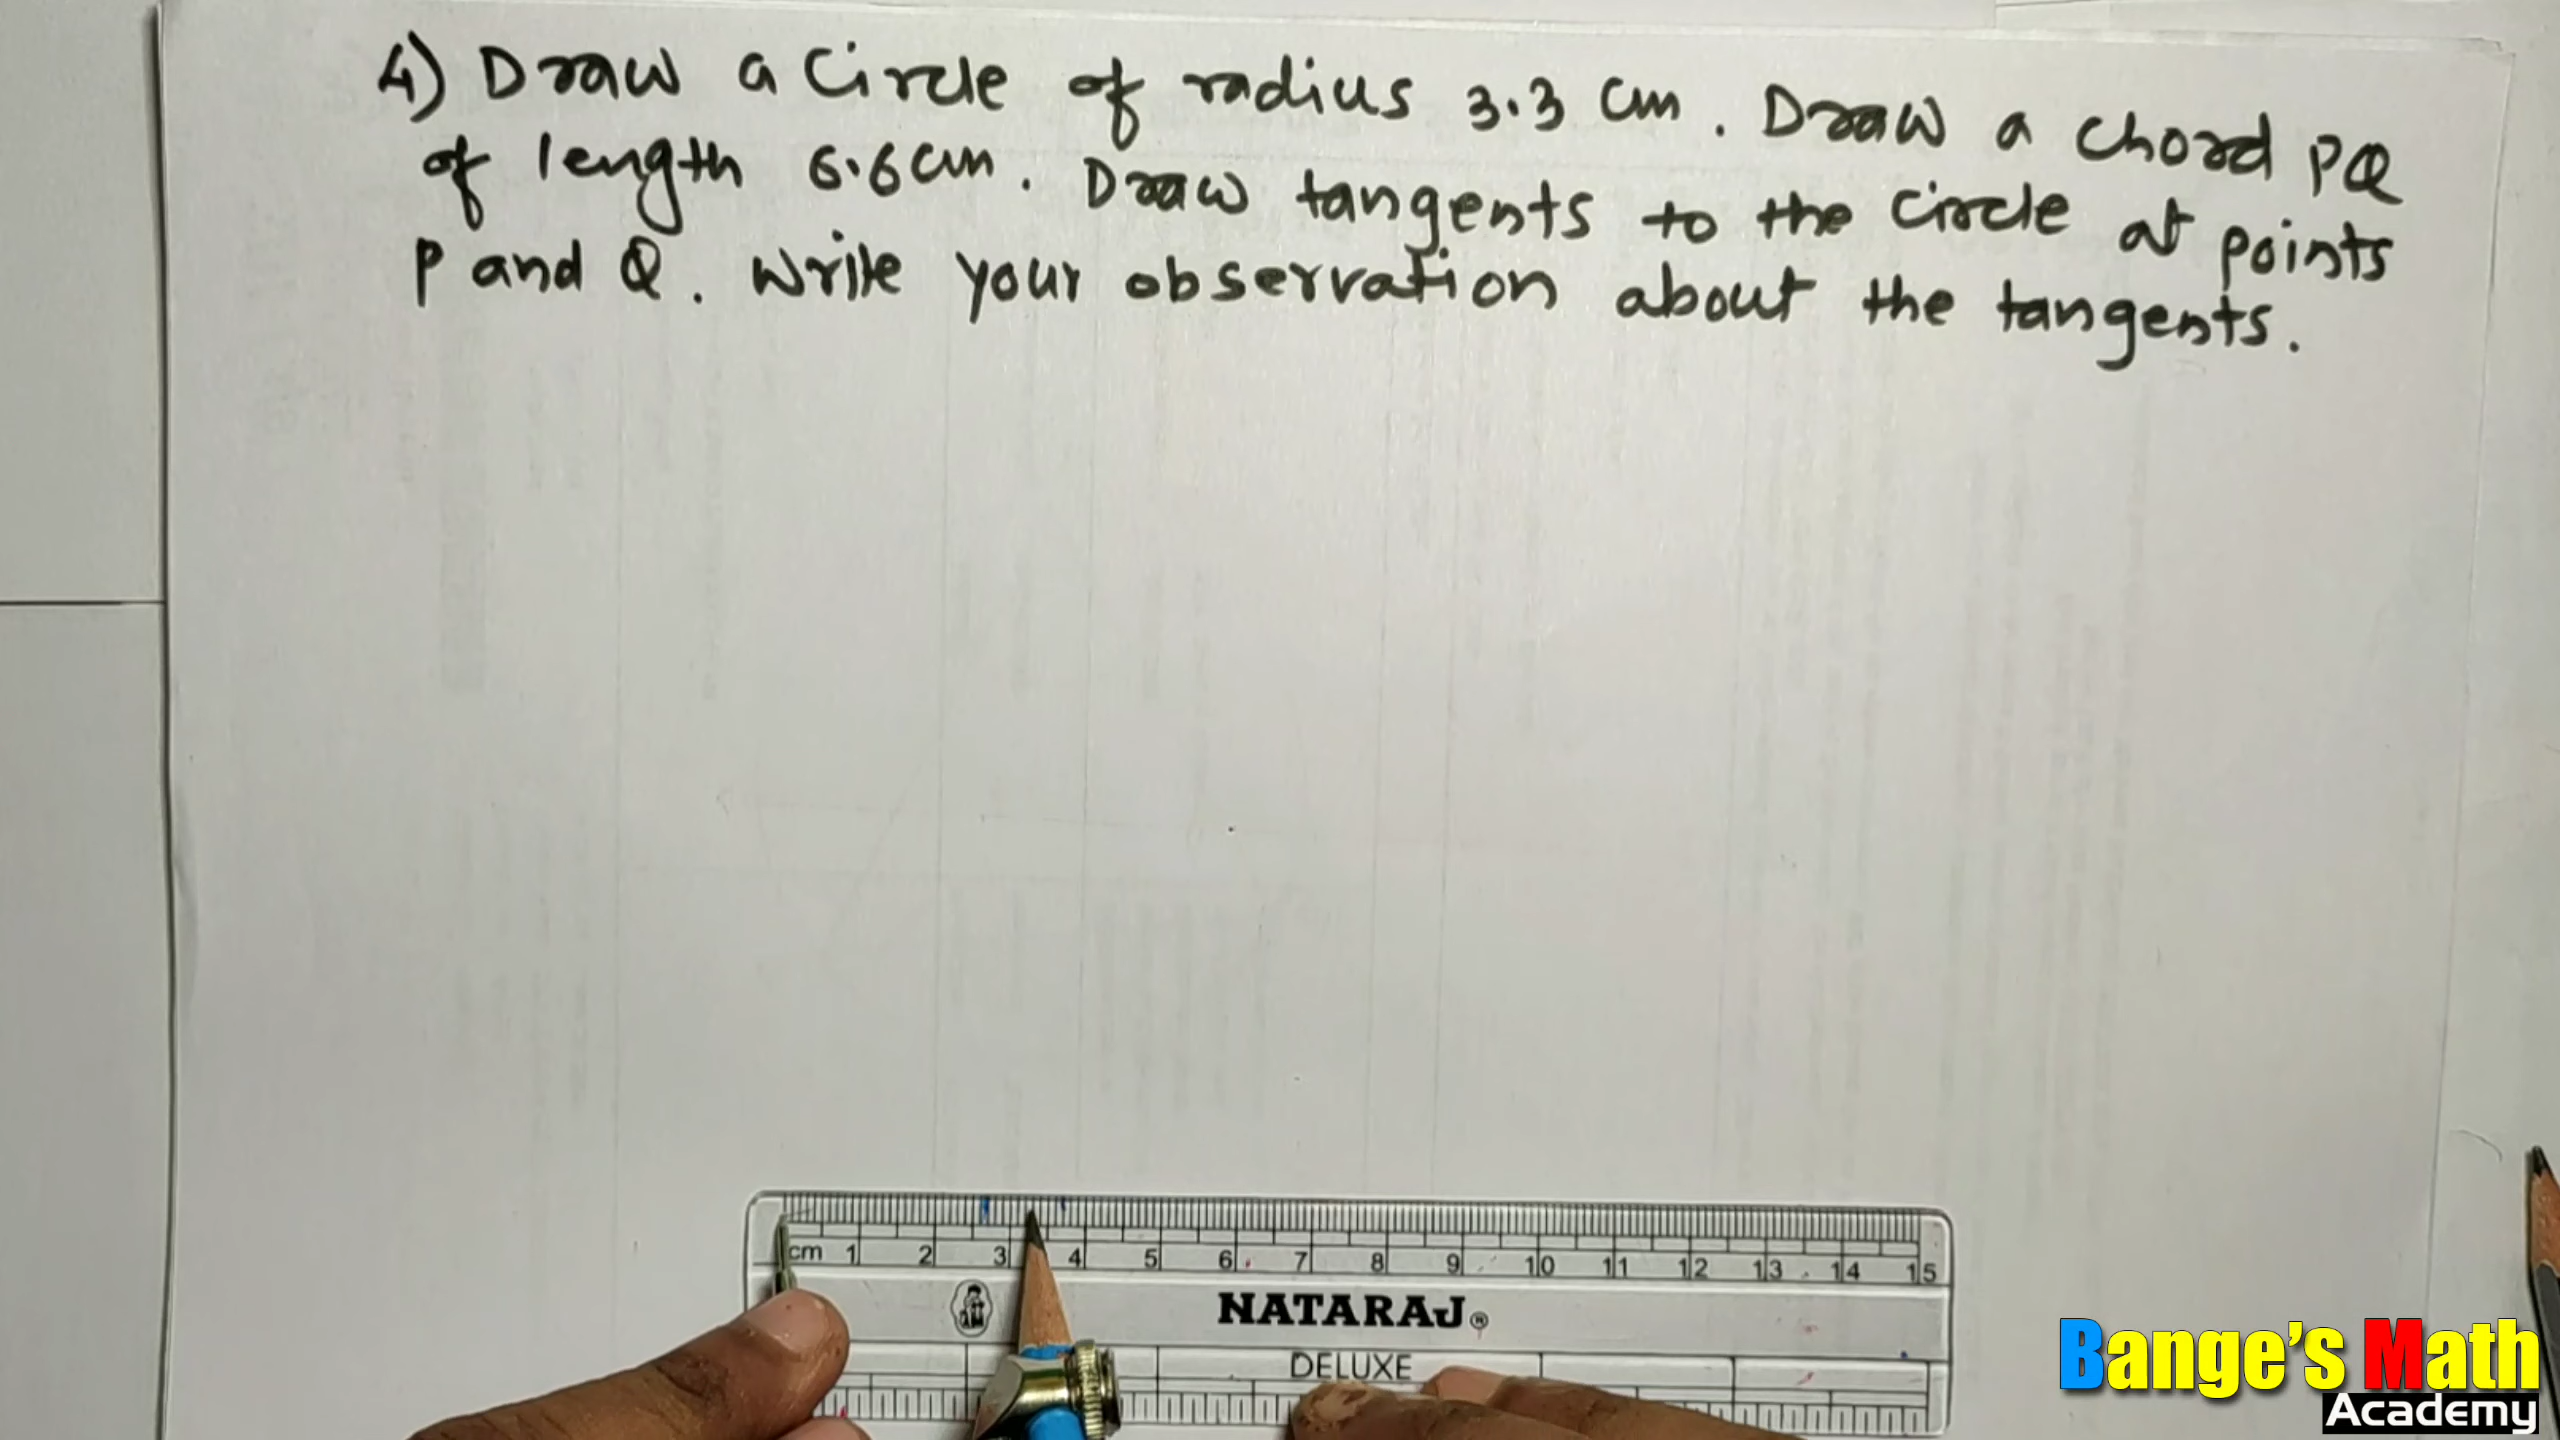 4) Draw a circle of radius 3.3 cm. Draw a chord PQ
of length 6.6cm. Draw tangents to the circle at points
P and Q. Write your observation about the tangents.
cm 1 2 3 4 5 6 7 8 9 10 11 12 13 14 15
NATARAJ®
DELUXE
Bange's Math
Academy